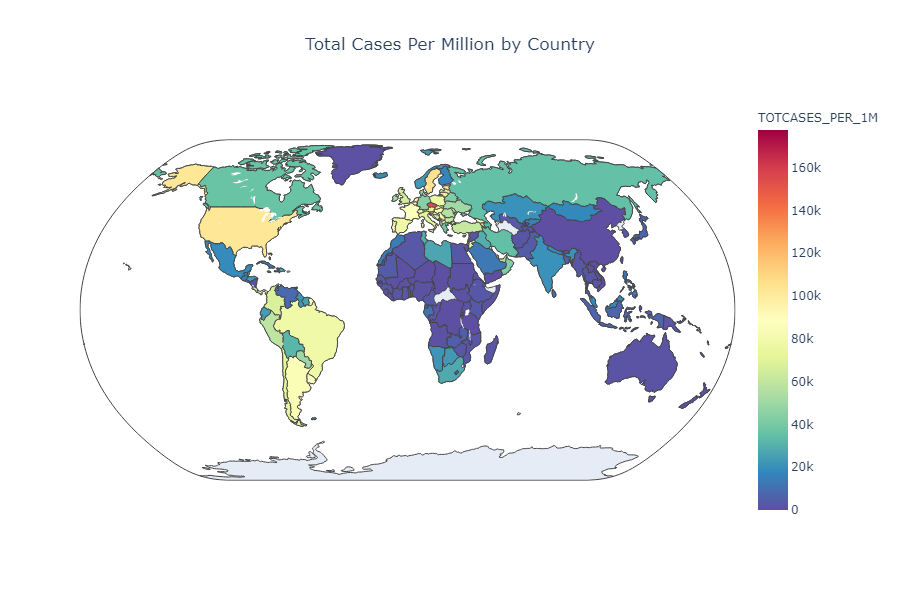 Total Cases Per Million by Country
TOTCASES_PER_1M
160k
140k
120k
100k
80k
60k
40k
20k
0